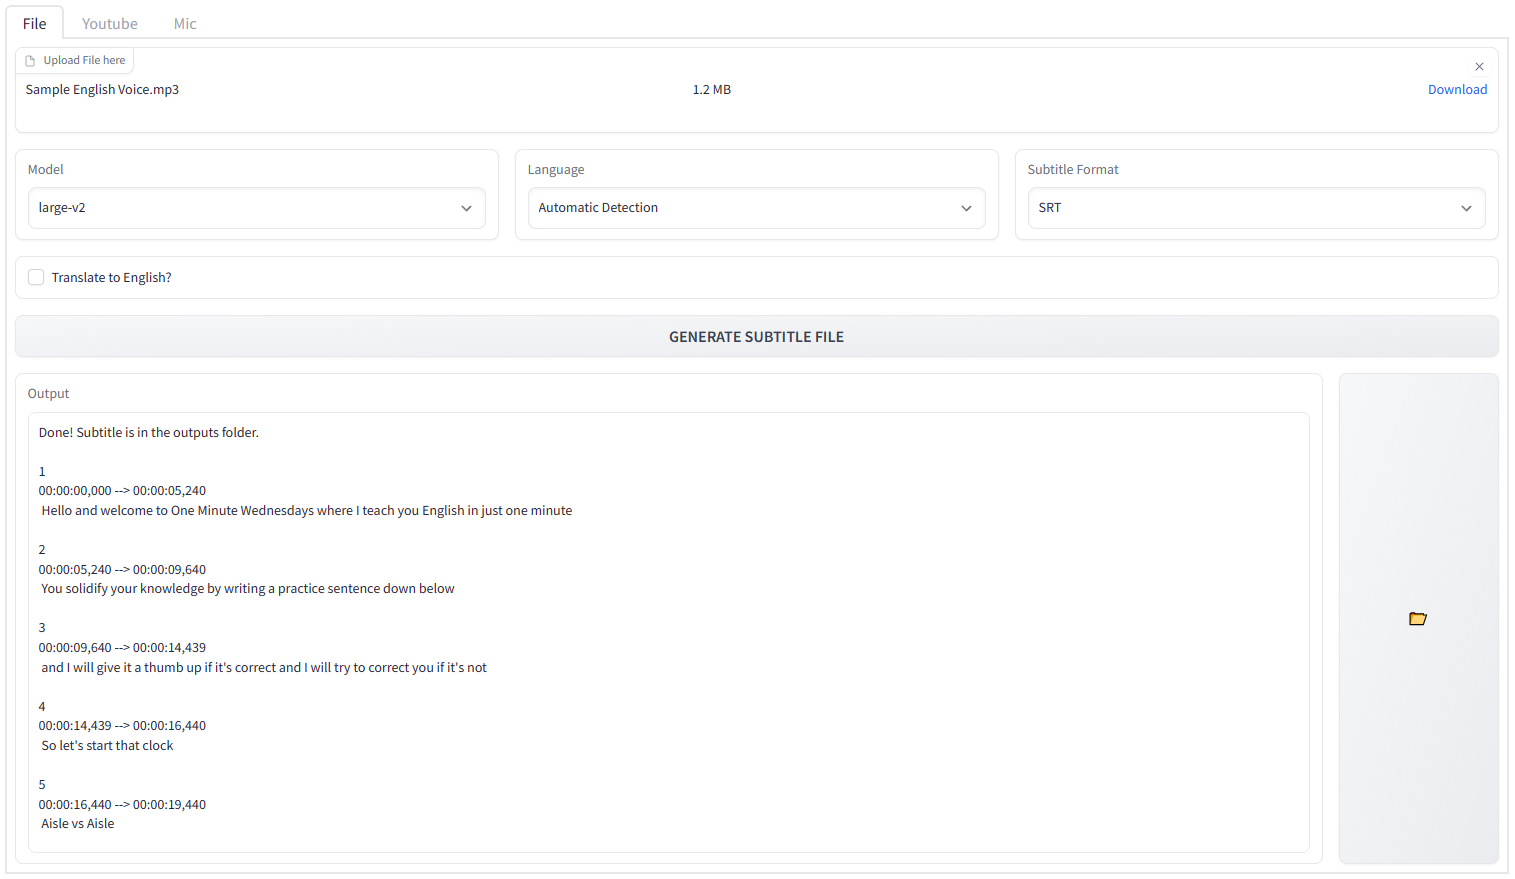 File
Youtube
Mic
Upload File here
Sample English Voice.mp3
1.2 MB
Download
Model
large-v2
Language
Automatic Detection
Subtitle Format
SRT
Translate to English?
GENERATE SUBTITLE FILE
Output
Done! Subtitle is in the outputs folder.
1
00:00:00,000 --> 00:00:05,240
Hello and welcome to One Minute Wednesdays where I teach you English in just one minute
2
00:00:05,240 --> 00:00:09,640
You solidify your knowledge by writing a practice sentence down below
3
00:00:09,640 --> 00:00:14,439
and I will give it a thumb up if it's correct and I will try to correct you if it's not
4
00:00:14,439 --> 00:00:16,440
So let's start that clock
5
00:00:16,440 --> 00:00:19,440
Aisle vs Aisle